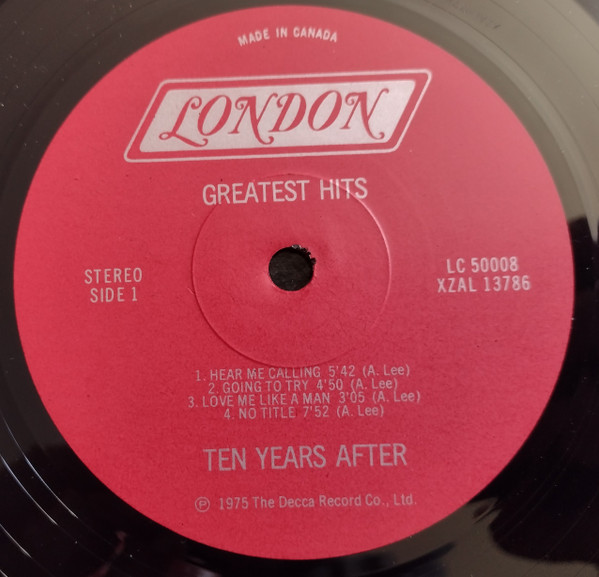 MADE IN CANADA
LONDON
GREATEST HITS
STEREO
SIDE 1
LC 50008
XZAL 13786
1. HEAR ME CALLING 5'42 (A. Lee)
2. GOING TO TRY 4'50 (A. Lee)
3. LOVE ME LIKE A MAN 3'05 (A. Lee)
4. NO TITLE 7'52 (A. Lee)
TEN YEARS AFTER
Ⓟ 1975 The Decca Record Co., Ltd.